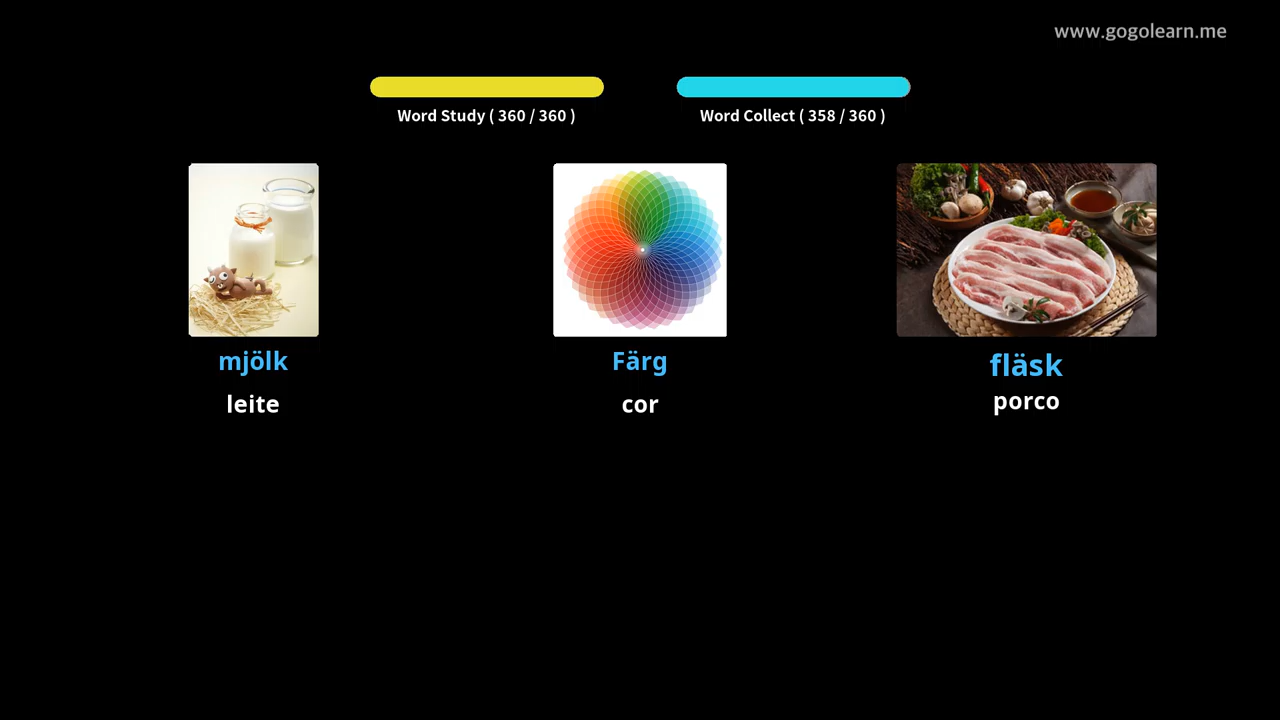 www.gogolearn.me
Word Study ( 360 / 360 )
Word Collect ( 358 / 360 )
mjölk
leite
Färg
cor
fläsk
porco